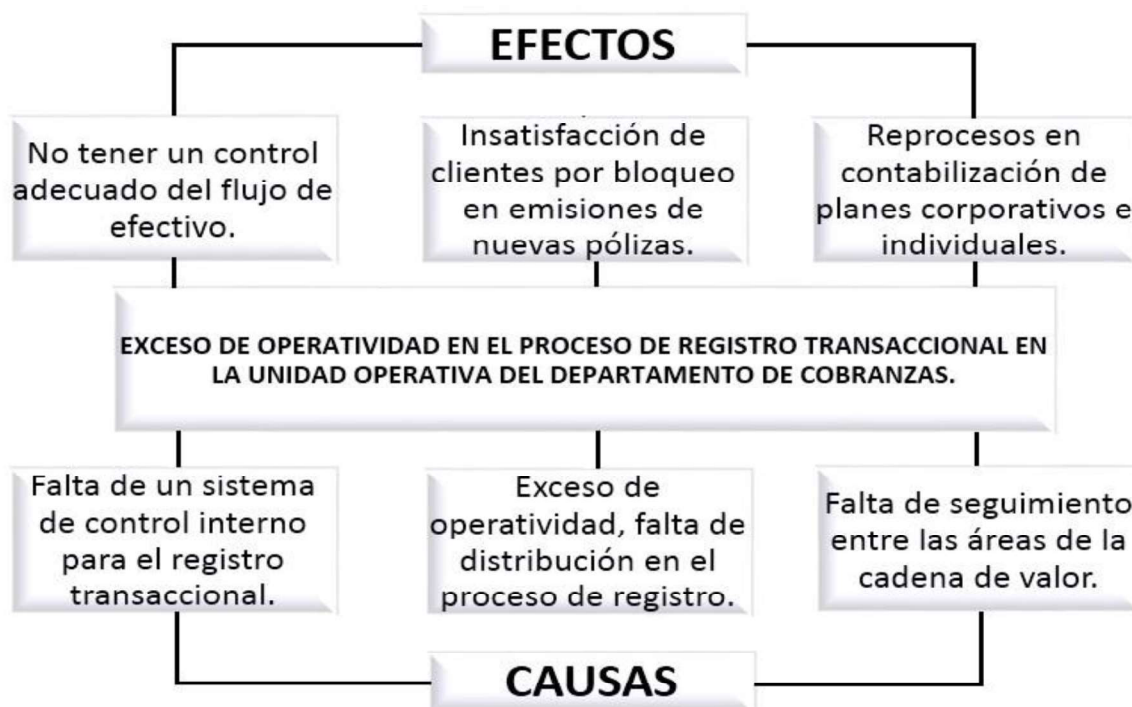 EFECTOS
No tener un control
adecuado del flujo de
efectivo.
Insatisfacción de
clientes por bloqueo
en emisiones de
nuevas pólizas.
Reprocesos en
contabilización de
planes corporativos e
individuales.
EXCESO DE OPERATIVIDAD EN EL PROCESO DE REGISTRO TRANSACCIONAL EN
LA UNIDAD OPERATIVA DEL DEPARTAMENTO DE COBRANZAS.
Falta de un sistema
de control interno
para el registro
transaccional.
Exceso de
operatividad, falta de
distribución en el
proceso de registro.
Falta de seguimiento
entre las áreas de la
cadena de valor.
CAUSAS